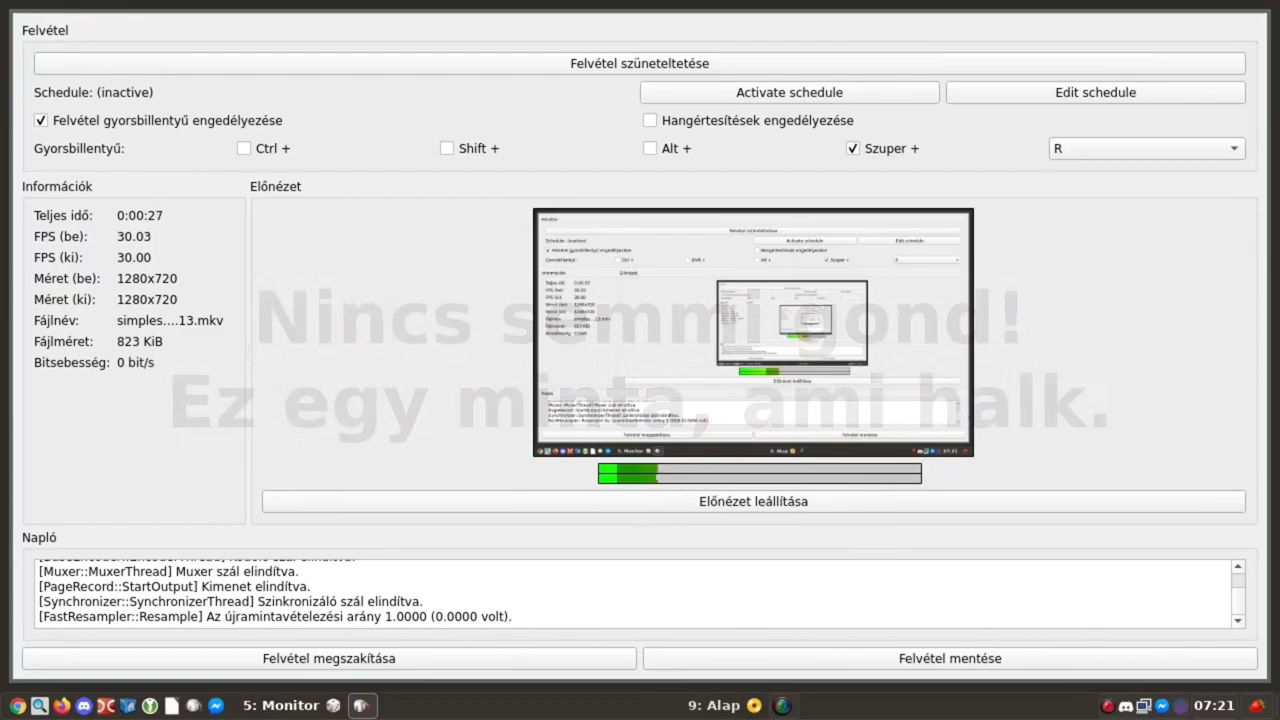 Felvétel
Felvétel szüneteltetése
Schedule: (inactive)
Activate schedule
Edit schedule
Felvétel gyorsbillentyű engedélyezése
Hangértesítések engedélyezése
Gyorsbillentyű:
Ctrl +
Shift +
Alt +
Szuper +
R
Információk
Előnézet
Teljes idő: 0:00:27
FPS (be): 30.03
FPS (ki): 30.00
Méret (be): 1280x720
Méret (ki): 1280x720
Fájlnév: simples....13.mkv
Fájlméret: 823 KiB
Bitsebesség: 0 bit/s
Nincs semmi gond.
Ez egy minta, ami halk
Előnézet leállítása
Napló
[Muxer::MuxerThread] Muxer szál elindítva.
[PageRecord::StartOutput] Kimenet elindítva.
[Synchronizer::SynchronizerThread] Szinkronizáló szál elindítva.
[FastResampler::Resample] Az újramintavételezési arány 1.0000 (0.0000 volt).
Felvétel megszakítása
Felvétel mentése
5: Monitor
9: Alap
07:21